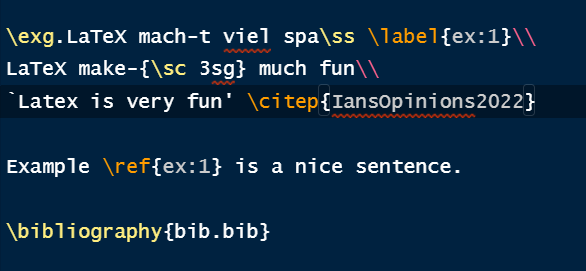 \exg.LaTeX mach-t viel spa\ss \label{ex:1}\\
LaTeX make-{\sc 3sg} much fun\\
`Latex is very fun' \citep{IansOpinions2022}
Example \ref{ex:1} is a nice sentence.
\bibliography{bib.bib}